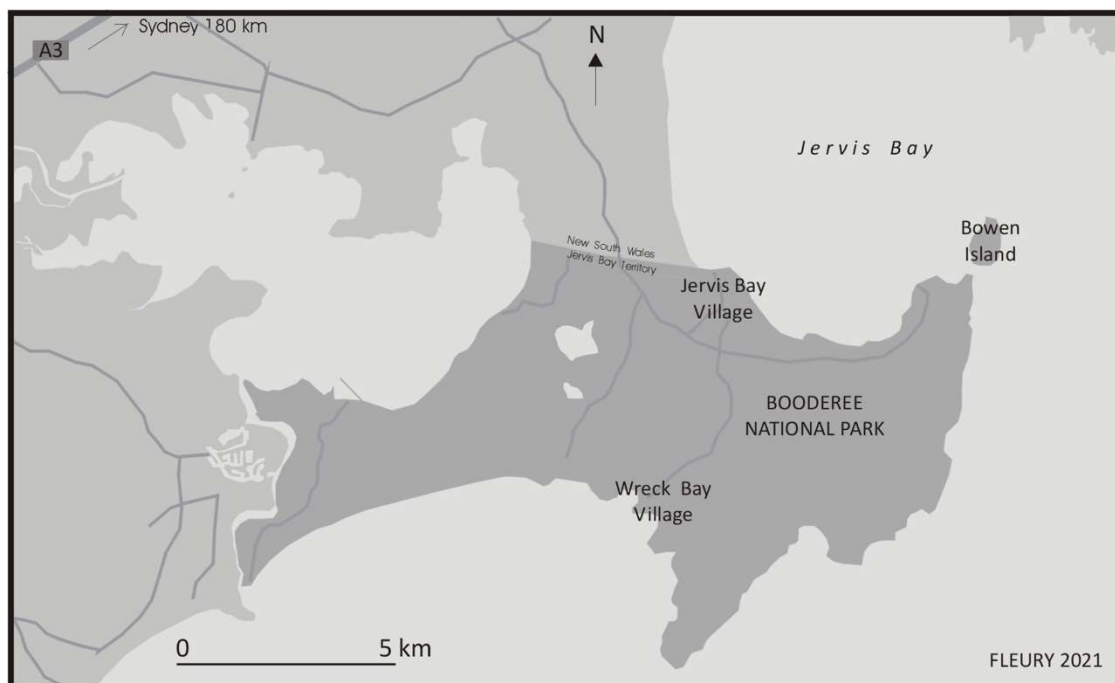 Sydney 180 km
A3
N
Jervis Bay
Bowen
Island
New South Wales
Jervis Bay Territory
Jervis Bay
Village
BOODEREE
NATIONAL PARK
Wreck Bay
Village
0 5 km
FLEURY 2021